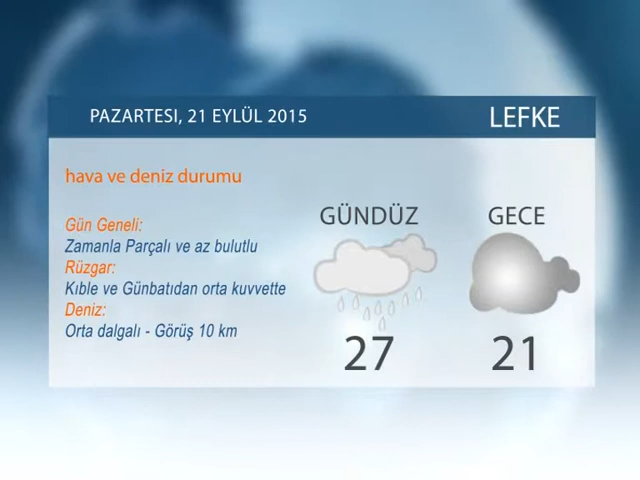 PAZARTESI, 21 EYLÜL 2015
LEFKE
hava ve deniz durumu
Gün Geneli:
Zamanla Parçalı ve az bulutlu
Rüzgar:
Kıble ve Günbatıdan orta kuvvette
Deniz:
Orta dalgalı - Görüş 10 km
GÜNDÜZ
27
GECE
21